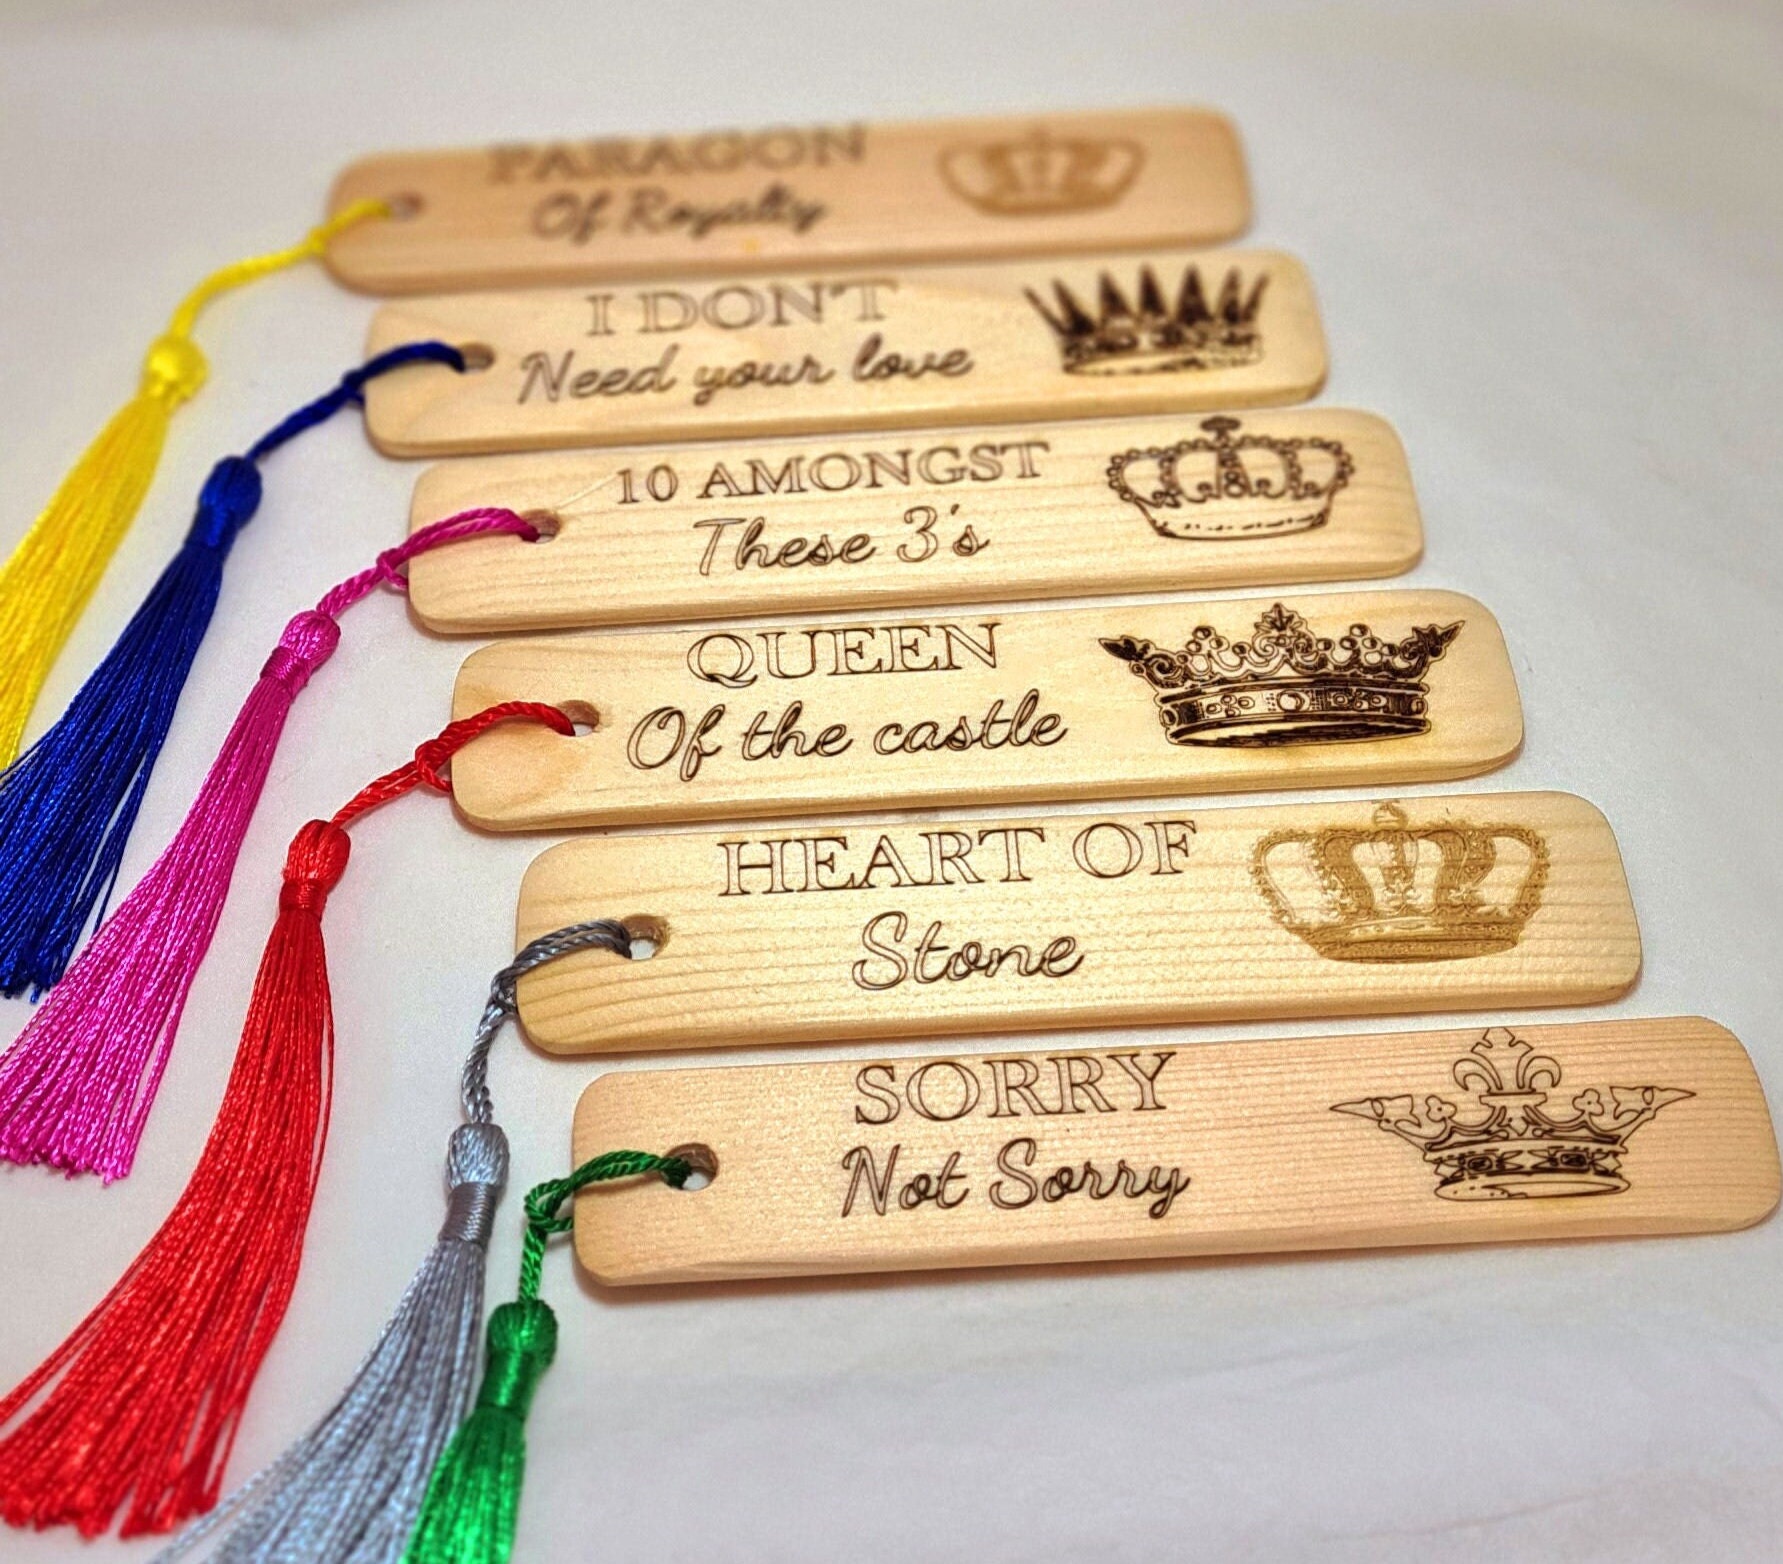 PARAGON
Of Royalty
I DON'T
Need your love
10 AMONGST
These 3's
QUEEN
Of the castle
HEART OF
Stone
SORRY
Not Sorry